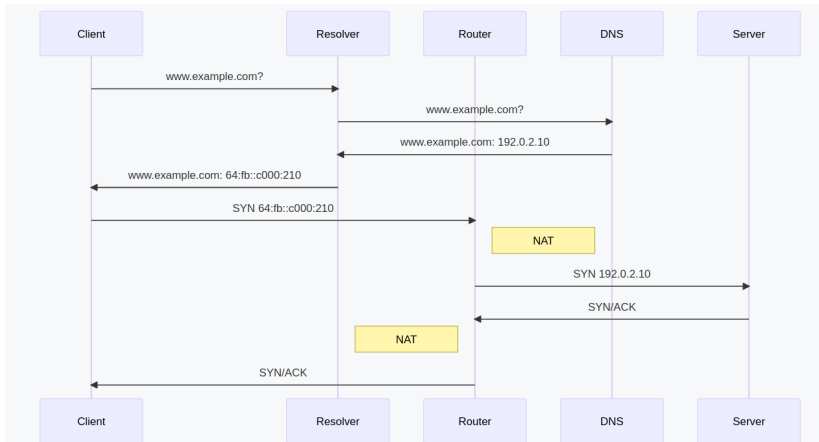 Client
Resolver
Router
DNS
Server
www.example.com?
www.example.com?
www.example.com: 192.0.2.10
www.example.com: 64:fb::c000:210
SYN 64:fb::c000:210
NAT
SYN 192.0.2.10
SYN/ACK
NAT
SYN/ACK
Client
Resolver
Router
DNS
Server